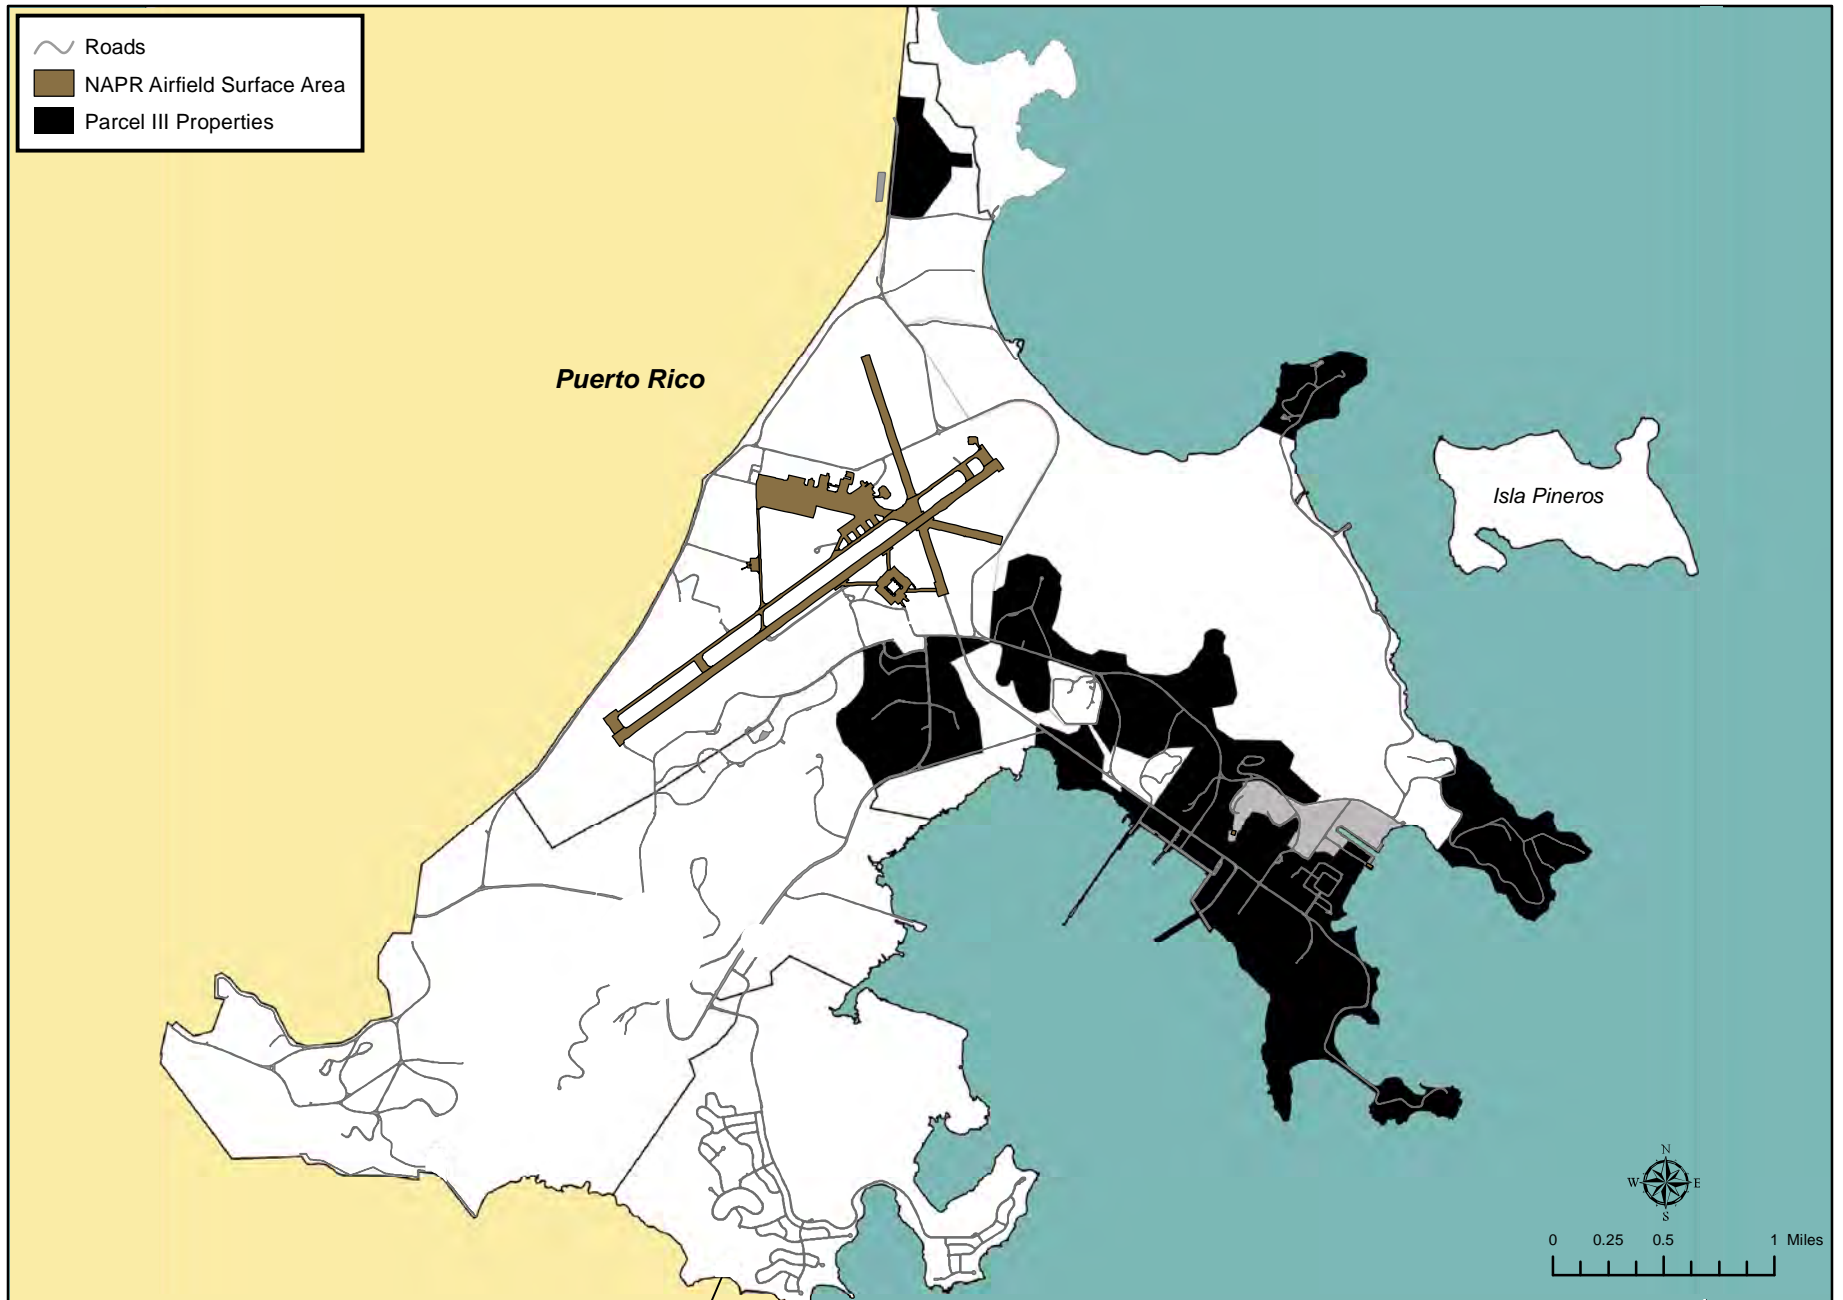 Roads
NAPR Airfield Surface Area
Parcel III Properties
Puerto Rico
Isla Pineros
N
W E
S
0 0.25 0.5 1 Miles